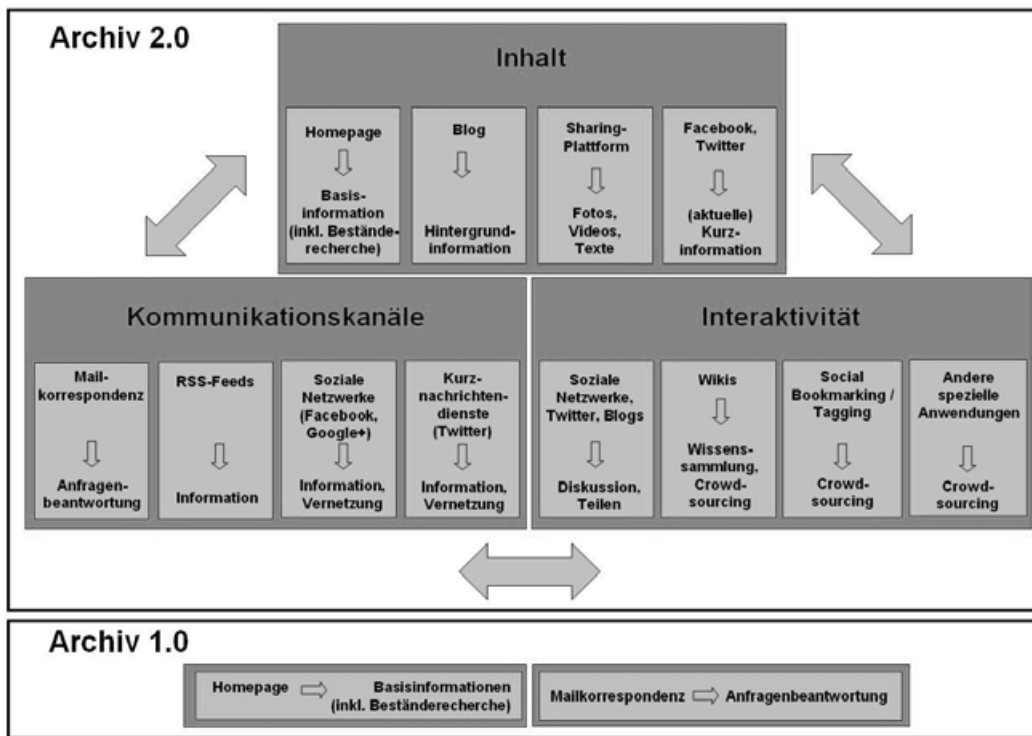 Archiv 2.0
Inhalt
Homepage
Basis-
information
(inkl. Bestände-
recherche)
Blog
Hintergrund-
information
Sharing-
Plattform
Fotos,
Videos,
Texte
Facebook,
Twitter
(aktuelle)
Kurz-
information
Kommunikationskanäle
Mail-
korrespondenz
Anfragen-
beantwortung
RSS-Feeds
Information
Soziale
Netzwerke
(Facebook,
Google+)
Information,
Vernetzung
Kurz-
nachrichten-
dienste
(Twitter)
Information,
Vernetzung
Interaktivität
Soziale
Netzwerke,
Twitter, Blogs
Diskussion,
Teilen
Wikis
Wissens-
sammlung,
Crowd-
sourcing
Social
Bookmarking /
Tagging
Crowd-
sourcing
Andere
spezielle
Anwendungen
Crowd-
sourcing
Archiv 1.0
Homepage
Basisinformationen
(inkl. Beständerecherche)
Mailkorrespondenz
Anfragenbeantwortung